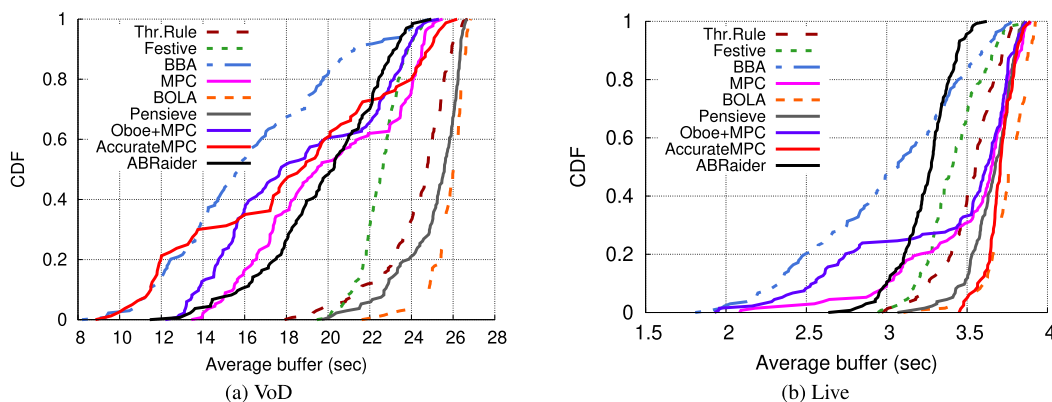 CDF
1
0.8
0.6
0.4
0.2
0
Thr.Rule
Festive
BBA
MPC
BOLA
Pensieve
Oboe+MPC
AccurateMPC
ABRaider
8 10 12 14 16 18 20 22 24 26 28
Average buffer (sec)
(a) VoD
CDF
1
0.8
0.6
0.4
0.2
0
Thr.Rule
Festive
BBA
MPC
BOLA
Pensieve
Oboe+MPC
AccurateMPC
ABRaider
1.5 2 2.5 3 3.5 4
Average buffer (sec)
(b) Live